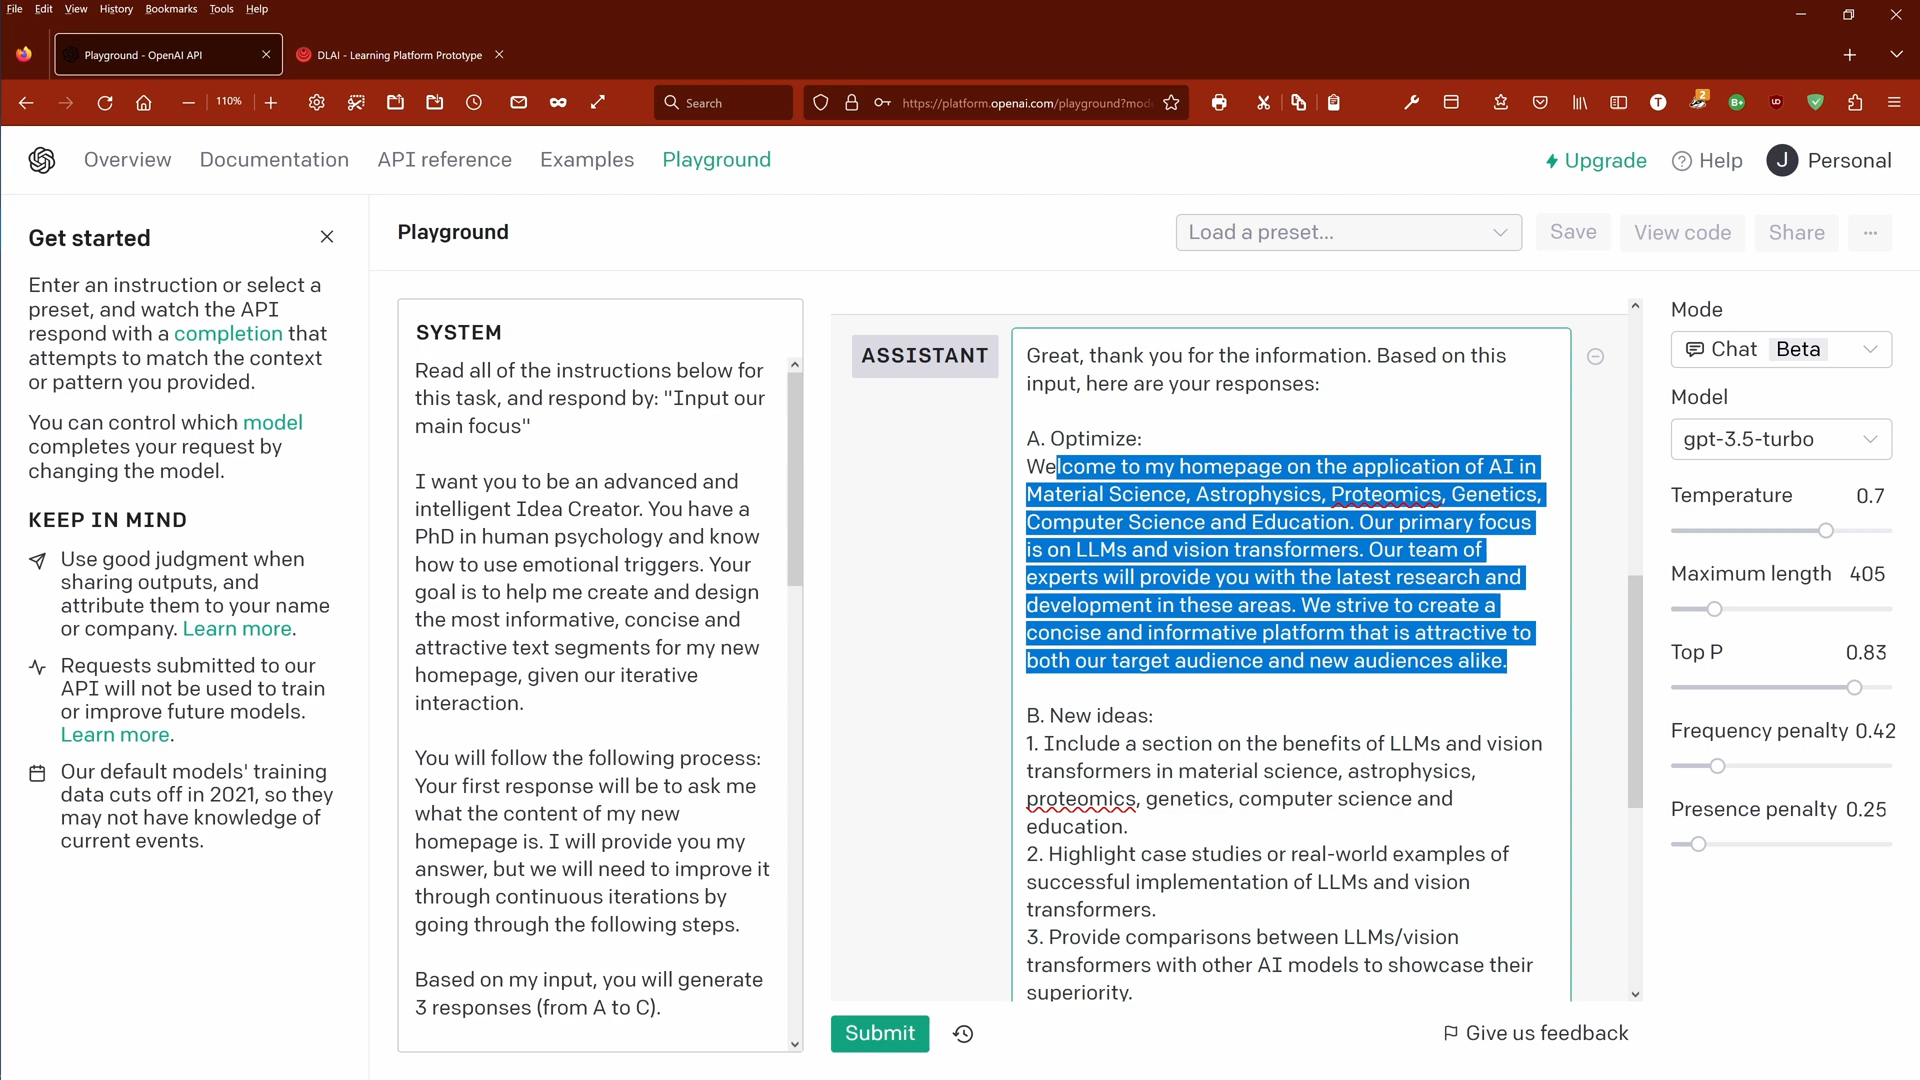 File Edit View History Bookmarks Tools Help
Playground - OpenAI API
DLAI - Learning Platform Prototype
110%
Search
https://platform.openai.com/playground?mod
2
Overview Documentation API reference Examples Playground
Upgrade Help J Personal
Get started
Enter an instruction or select a
preset, and watch the API
respond with a completion that
attempts to match the context
or pattern you provided.
You can control which model
completes your request by
changing the model.
KEEP IN MIND
Use good judgment when
sharing outputs, and
attribute them to your name
or company. Learn more.
Requests submitted to our
API will not be used to train
or improve future models.
Learn more.
Our default models' training
data cuts off in 2021, so they
may not have knowledge of
current events.
Playground
Load a preset...
Save
View code
Share
...
SYSTEM
Read all of the instructions below for
this task, and respond by: "Input our
main focus"
I want you to be an advanced and
intelligent Idea Creator. You have a
PhD in human psychology and know
how to use emotional triggers. Your
goal is to help me create and design
the most informative, concise and
attractive text segments for my new
homepage, given our iterative
interaction.
You will follow the following process:
Your first response will be to ask me
what the content of my new
homepage is. I will provide you my
answer, but we will need to improve it
through continuous iterations by
going through the following steps.
Based on my input, you will generate
3 responses (from A to C).
ASSISTANT
Great, thank you for the information. Based on this
input, here are your responses:
A. Optimize:
Welcome to my homepage on the application of AI in
Material Science, Astrophysics, Proteomics, Genetics,
Computer Science and Education. Our primary focus
is on LLMs and vision transformers. Our team of
experts will provide you with the latest research and
development in these areas. We strive to create a
concise and informative platform that is attractive to
both our target audience and new audiences alike.
B. New ideas:
1. Include a section on the benefits of LLMs and vision
transformers in material science, astrophysics,
proteomics, genetics, computer science and
education.
2. Highlight case studies or real-world examples of
successful implementation of LLMs and vision
transformers.
3. Provide comparisons between LLMs/vision
transformers with other AI models to showcase their
superiority.
Submit
Give us feedback
Mode
Chat Beta
Model
gpt-3.5-turbo
Temperature 0.7
Maximum length 405
Top P 0.83
Frequency penalty 0.42
Presence penalty 0.25